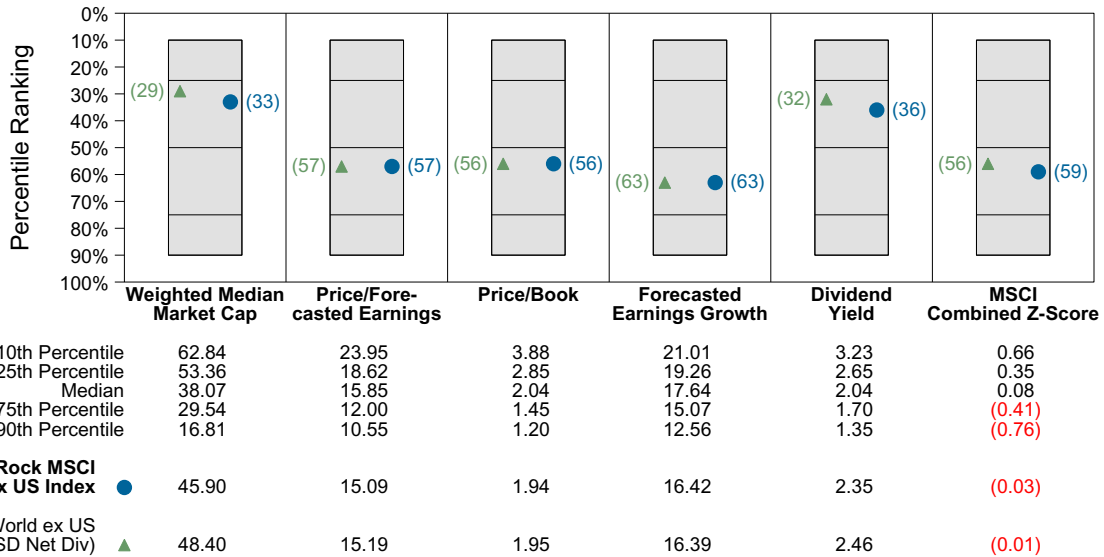 Percentile Ranking
0%
10%
20%
30%
40%
50%
60%
70%
80%
90%
100%
(29) (33)
(57) (57)
(56) (56)
(63) (63)
(32) (36)
(56) (59)
Weighted Median
Market Cap
Price/Fore-
casted Earnings
Price/Book
Forecasted
Earnings Growth
Dividend
Yield
MSCI
Combined Z-Score
10th Percentile 62.84 23.95 3.88 21.01 3.23 0.66
25th Percentile 53.36 18.62 2.85 19.26 2.65 0.35
Median 38.07 15.85 2.04 17.64 2.04 0.08
75th Percentile 29.54 12.00 1.45 15.07 1.70 (0.41)
90th Percentile 16.81 10.55 1.20 12.56 1.35 (0.76)
Rock MSCI
x US Index 45.90 15.09 1.94 16.42 2.35 (0.03)
World ex US
SD Net Div) 48.40 15.19 1.95 16.39 2.46 (0.01)